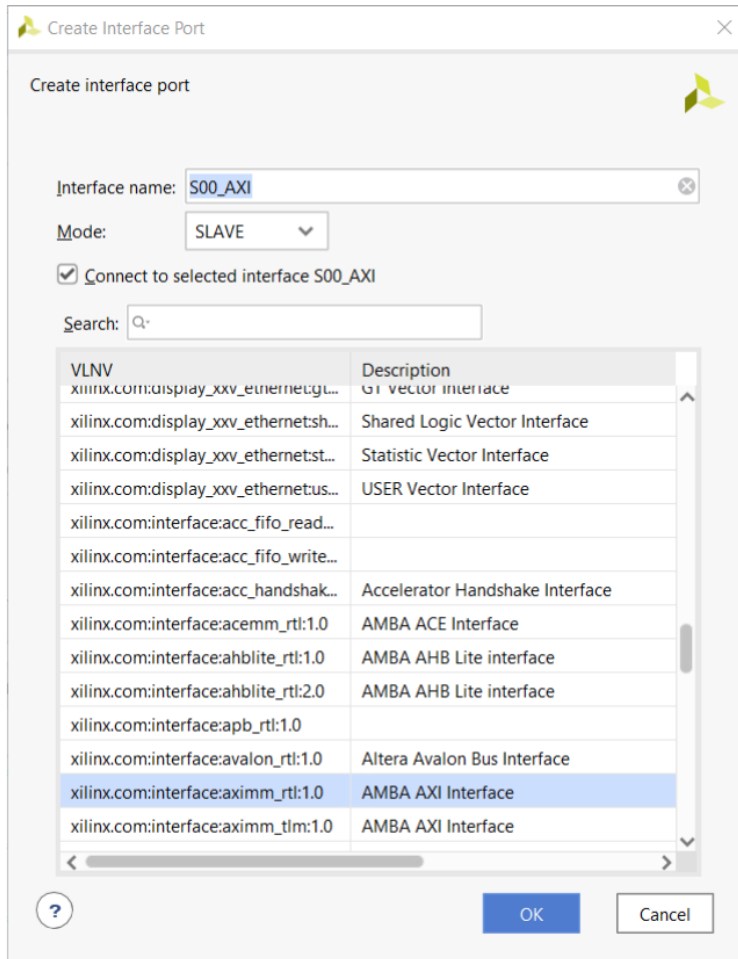 Create Interface Port
Create interface port
Interface name: S00_AXI
Mode: SLAVE
Connect to selected interface S00_AXI
Search:
VLNV Description
xilinx.com:display_xxv_ethernet:gt... GT Vector Interface
xilinx.com:display_xxv_ethernet:sh... Shared Logic Vector Interface
xilinx.com:display_xxv_ethernet:st... Statistic Vector Interface
xilinx.com:display_xxv_ethernet:us... USER Vector Interface
xilinx.com:interface:acc_fifo_read...
xilinx.com:interface:acc_fifo_write...
xilinx.com:interface:acc_handshak... Accelerator Handshake Interface
xilinx.com:interface:acemm_rtl:1.0 AMBA ACE Interface
xilinx.com:interface:ahblite_rtl:1.0 AMBA AHB Lite interface
xilinx.com:interface:ahblite_rtl:2.0 AMBA AHB Lite interface
xilinx.com:interface:apb_rtl:1.0
xilinx.com:interface:avalon_rtl:1.0 Altera Avalon Bus Interface
xilinx.com:interface:aximm_rtl:1.0 AMBA AXI Interface
xilinx.com:interface:aximm_tlm:1.0 AMBA AXI Interface
? OK Cancel